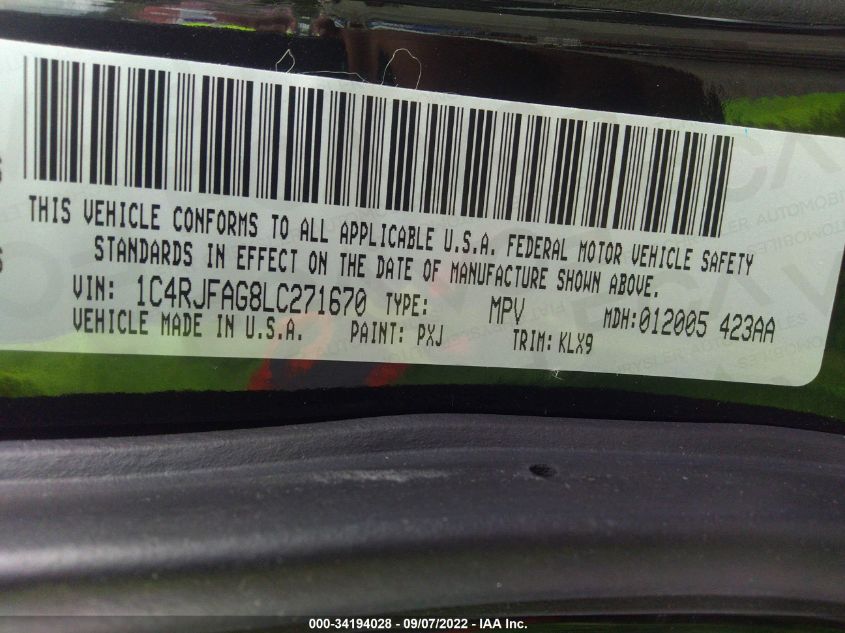 THIS VEHICLE CONFORMS TO ALL APPLICABLE U.S.A. FEDERAL MOTOR VEHICLE SAFETY
STANDARDS IN EFFECT ON THE DATE OF MANUFACTURE SHOWN ABOVE.
VIN: 1C4RJFAG8LC271670 TYPE: MPV MDH:012005 423AA
VEHICLE MADE IN U.S.A. PAINT: PXJ TRIM: KLX9
000-34194028 - 09/07/2022 - IAA Inc.